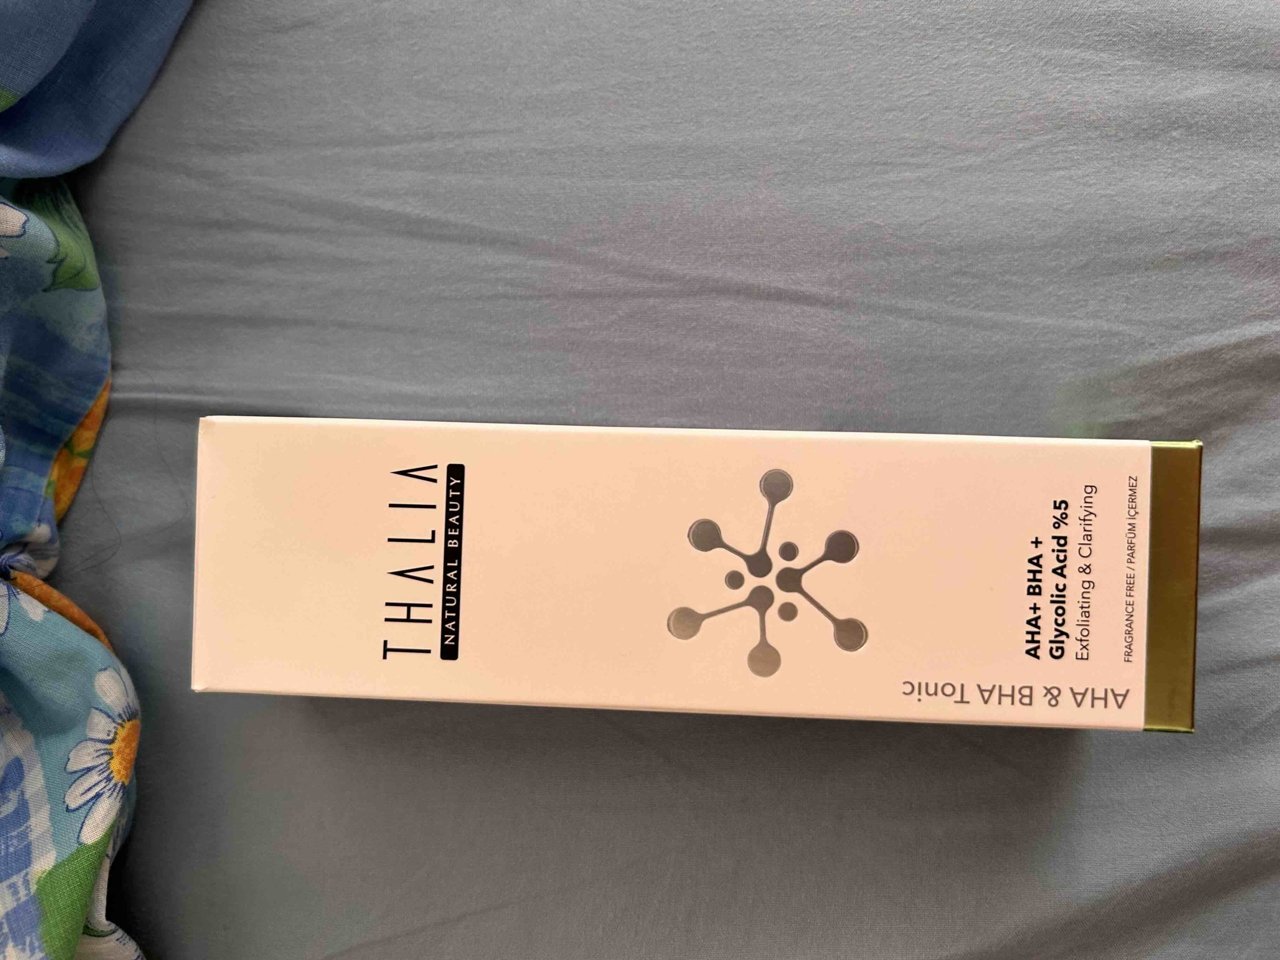 THALIA
NATURAL BEAUTY
AHA+ BHA +
Glycolic Acid %5
Exfoliating & Clarifying
FRAGRANCE FREE / PARFÜM İÇERMEZ
AHA & BHA Tonic